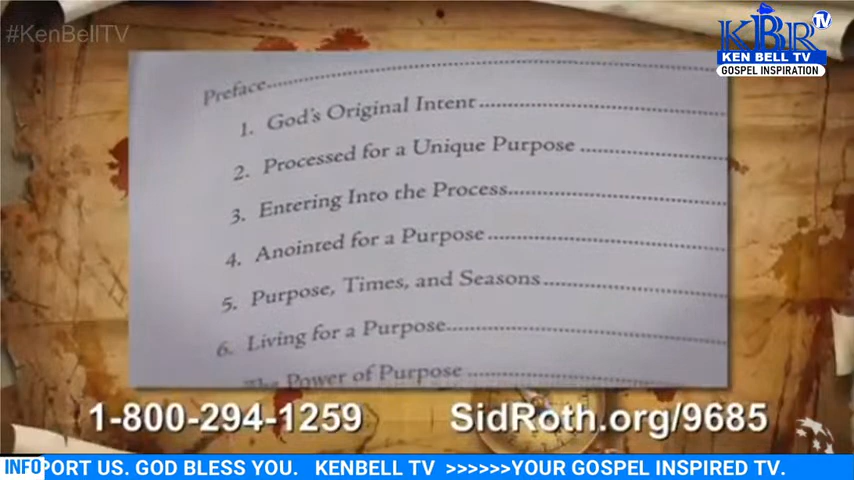 #KenBellTV
KBR TV
KEN BELL TV
GOSPEL INSPIRATION
Preface
1. God's Original Intent
2. Processed for a Unique Purpose
3. Entering Into the Process
4. Anointed for a Purpose
5. Purpose, Times, and Seasons
6. Living for a Purpose
The Power of Purpose
1-800-294-1259 SidRoth.org/9685
INFO PORT US. GOD BLESS YOU. KENBELL TV >>>>>>YOUR GOSPEL INSPIRED TV.